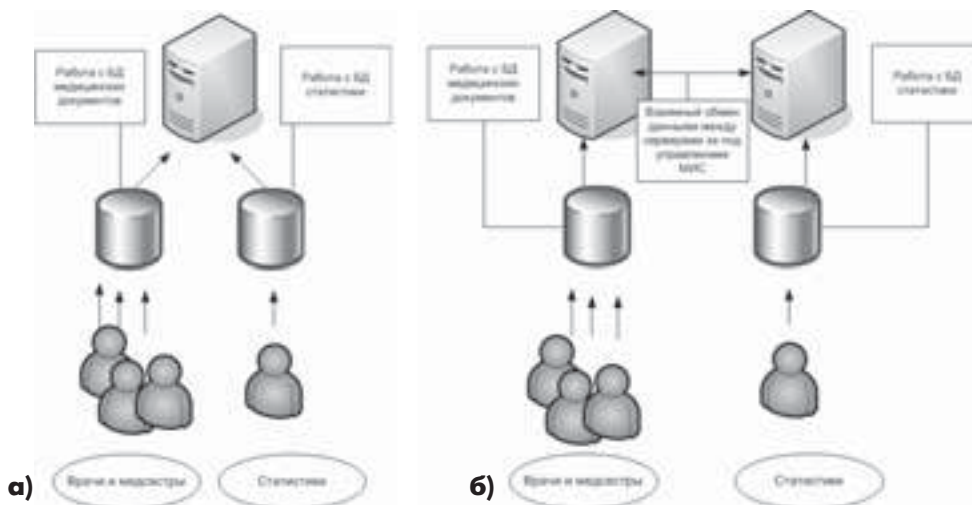 Работа с БД
медицинских
документов
Работа с БД
статистики
Врачи и медсестры
Статистики
а)
Работа с БД
медицинских
документов
Взаимный обмен
данными между
серверами за под
управлением
МИС
Работа с БД
статистики
Врачи и медсестры
Статистики
б)